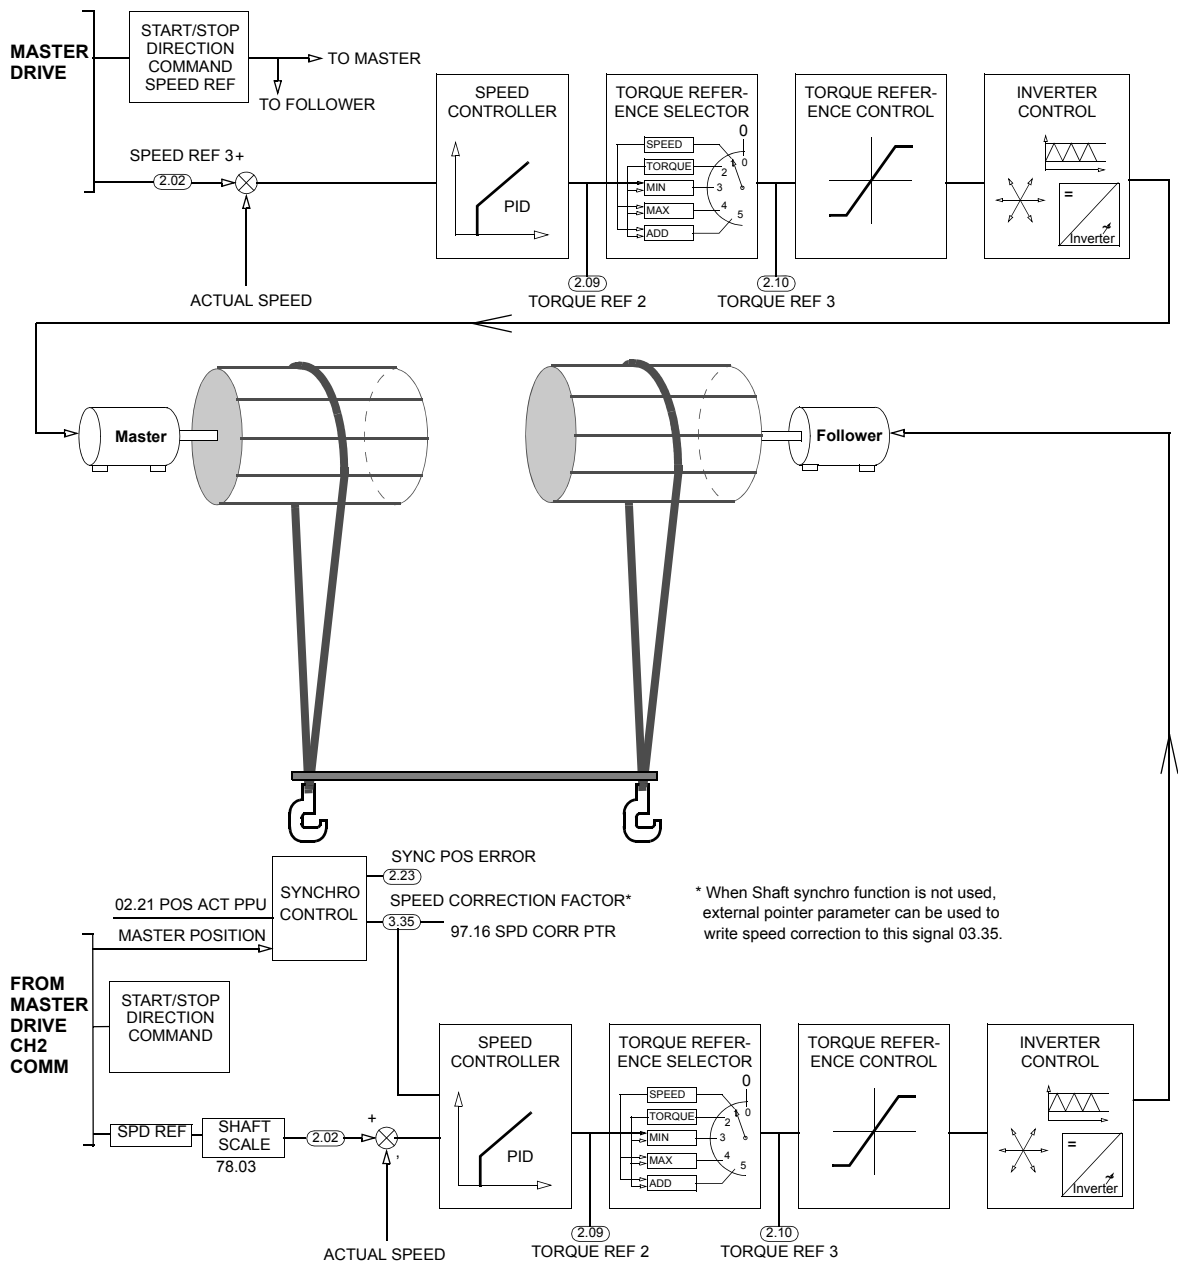 MASTER
DRIVE
START/STOP
DIRECTION
COMMAND
SPEED REF
TO MASTER
TO FOLLOWER
SPEED REF 3+
2.02
ACTUAL SPEED
SPEED
CONTROLLER
PID
2.09
TORQUE REF 2
TORQUE REFER-
ENCE SELECTOR
0
SPEED
0
TORQUE
2
MIN
3
MAX
4
ADD
5
2.10
TORQUE REF 3
TORQUE REFER-
ENCE CONTROL
INVERTER
CONTROL
=
Inverter
Master
Follower
SYNCHRO
CONTROL
SYNC POS ERROR
2.23
02.21 POS ACT PPU
SPEED CORRECTION FACTOR*
3.35
97.16 SPD CORR PTR
MASTER POSITION
* When Shaft synchro function is not used,
external pointer parameter can be used to
write speed correction to this signal 03.35.
FROM
MASTER
DRIVE
CH2
COMM
START/STOP
DIRECTION
COMMAND
SPD REF
SHAFT
SCALE
78.03
2.02
+
,
ACTUAL SPEED
SPEED
CONTROLLER
PID
2.09
TORQUE REF 2
TORQUE REFER-
ENCE SELECTOR
0
SPEED
0
TORQUE
2
MIN
3
MAX
4
ADD
5
2.10
TORQUE REF 3
TORQUE REFER-
ENCE CONTROL
INVERTER
CONTROL
=
Inverter